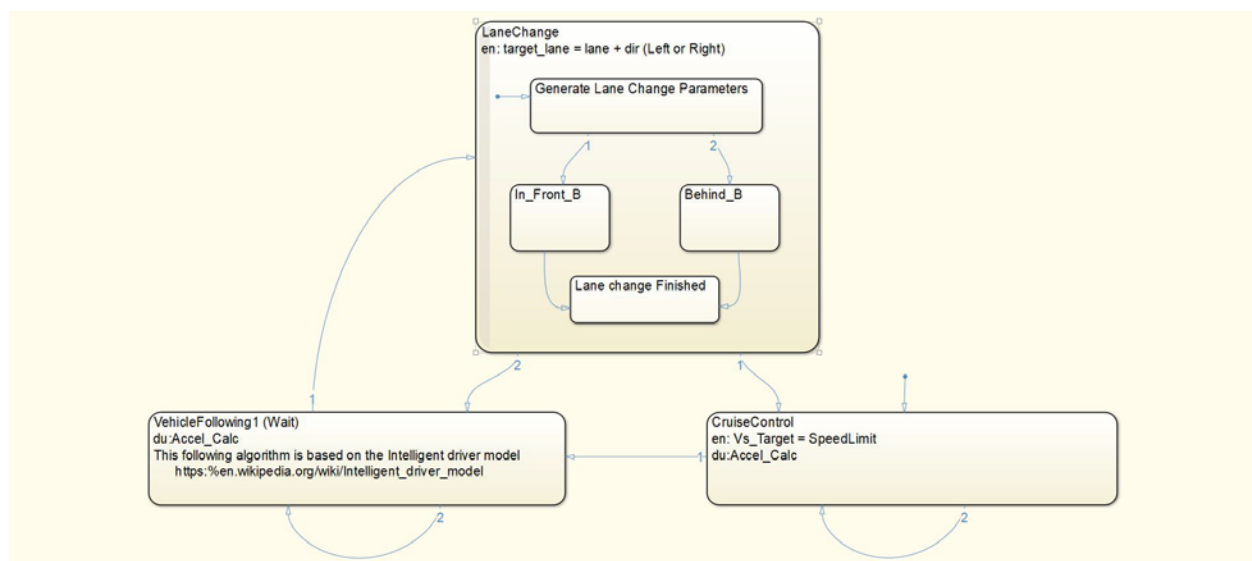 LaneChange
en: target_lane = lane + dir (Left or Right)
Generate Lane Change Parameters
1
2
In_Front_B
Behind_B
Lane change Finished
2
1
1
VehicleFollowing1 (Wait)
du:Accel_Calc
This following algorithm is based on the Intelligent driver model
https:%en.wikipedia.org/wiki/Intelligent_driver_model
2
CruiseControl
en: Vs_Target = SpeedLimit
du:Accel_Calc
1
2